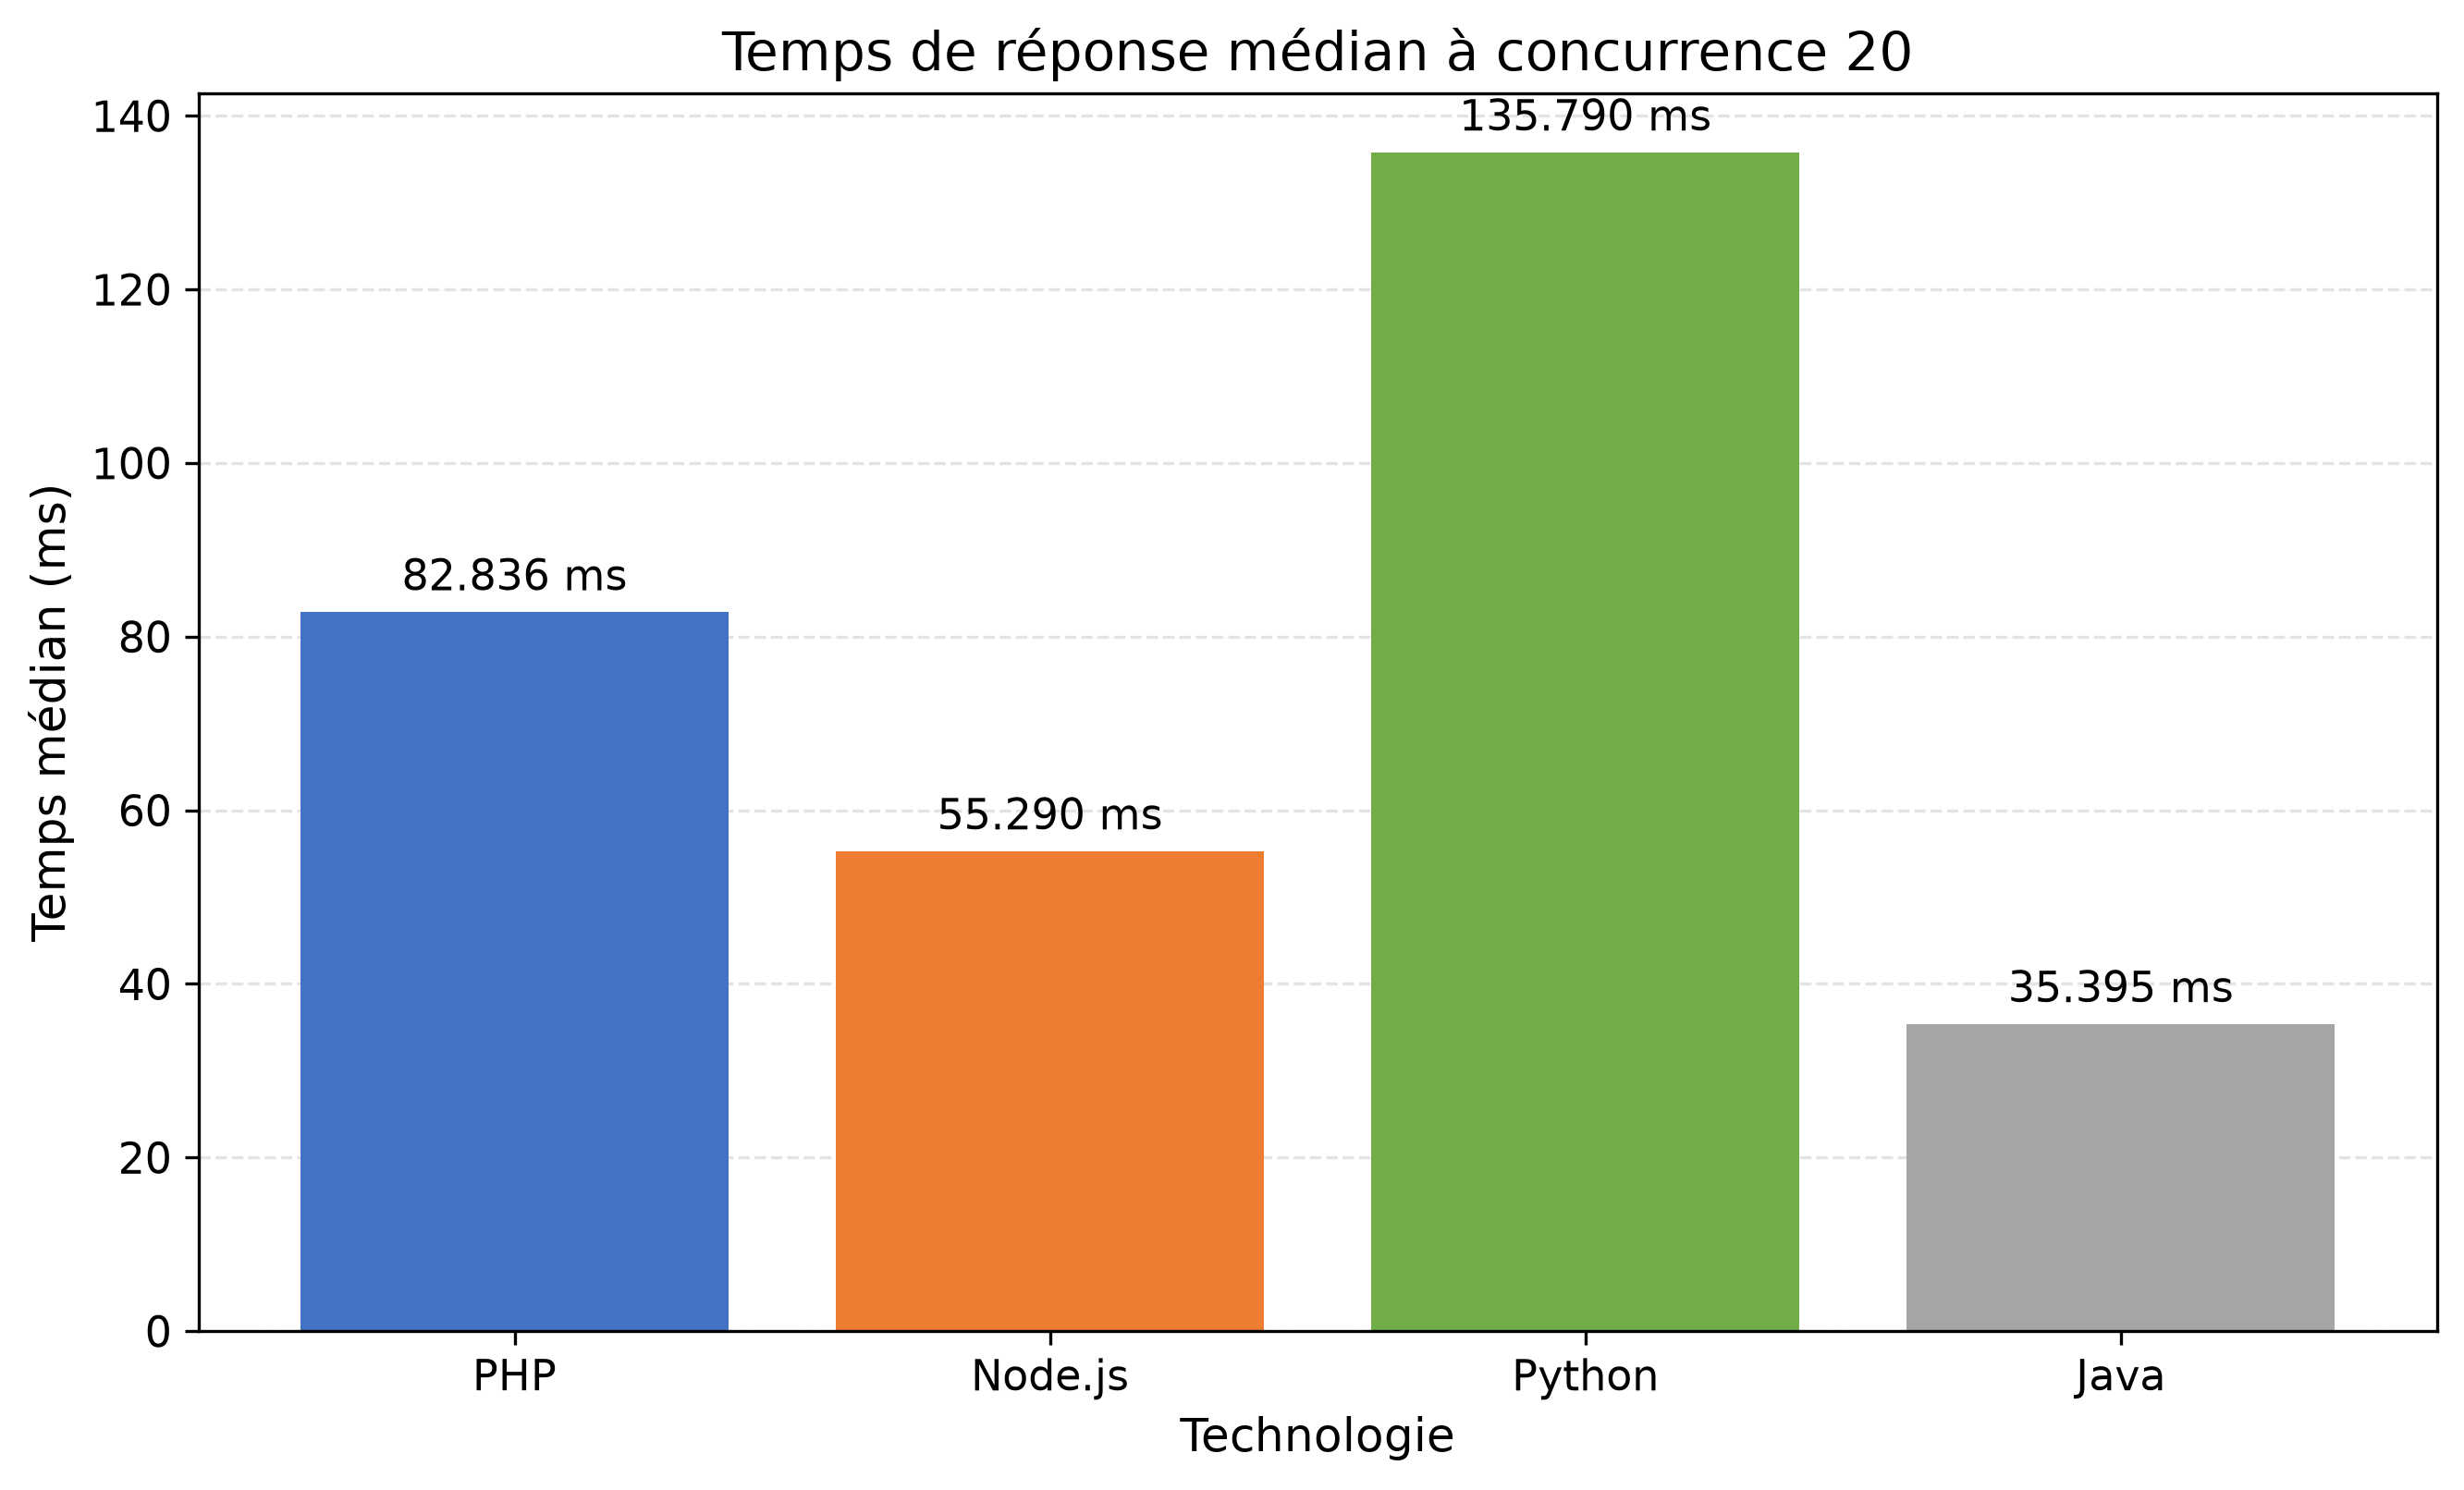 Temps de réponse médian à concurrence 20
Temps médian (ms)
140
120
100
80
60
40
20
0
135.790 ms
82.836 ms
55.290 ms
35.395 ms
PHP
Node.js
Python
Java
Technologie